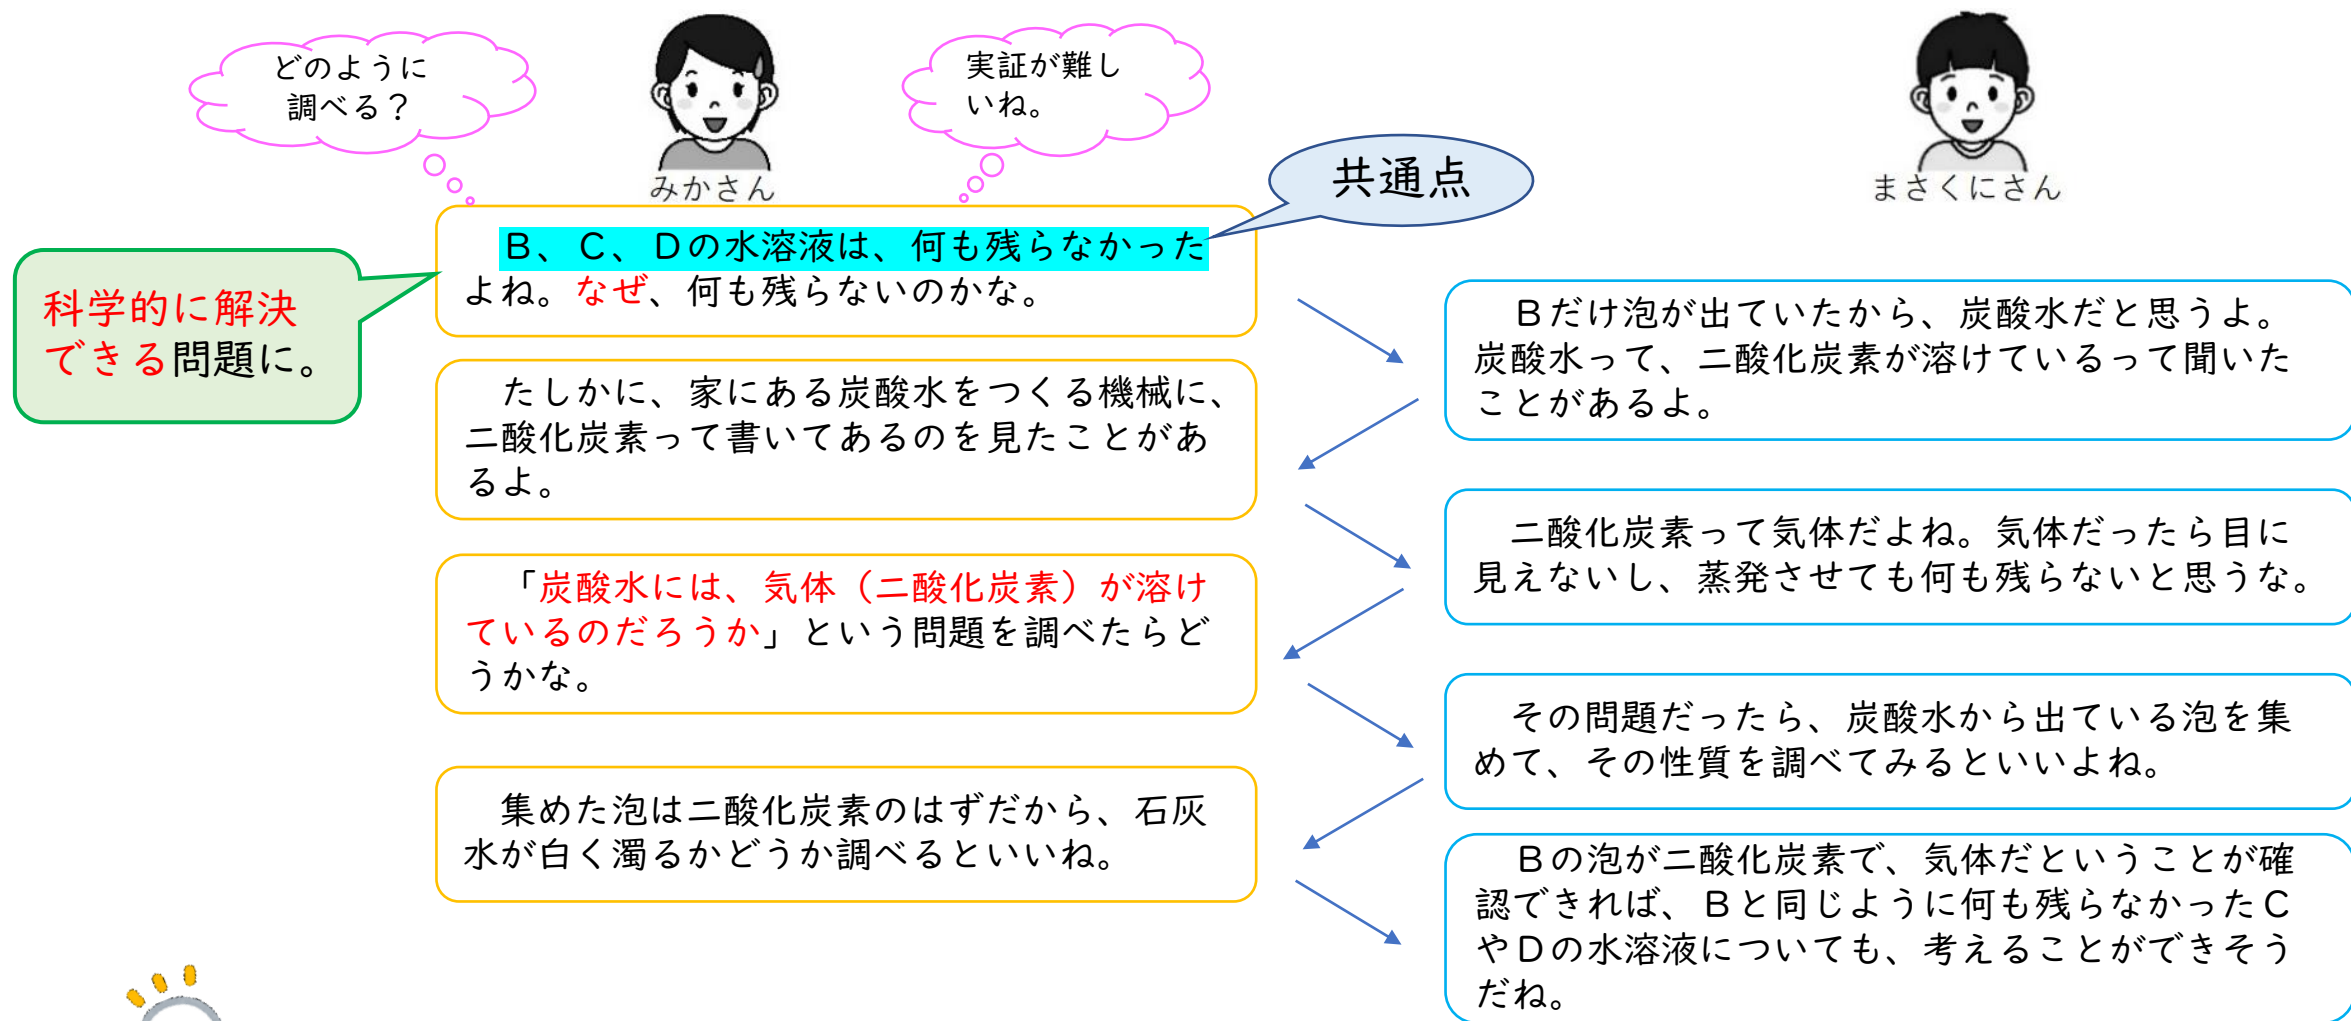 どのように
調べる？
実証が難し
いね。
みかさん
共通点
まさくにさん
Ｂ、Ｃ、Ｄの水溶液は、何も残らなかった
よね。なぜ、何も残らないのかな。
科学的に解決
できる問題に。
Ｂだけ泡が出ていたから、炭酸水だと思うよ。
炭酸水って、二酸化炭素が溶けているって聞いた
ことがあるよ。
たしかに、家にある炭酸水をつくる機械に、
二酸化炭素って書いてあるのを見たことがあ
るよ。
二酸化炭素って気体だよね。気体だったら目に
見えないし、蒸発させても何も残らないと思うな。
「炭酸水には、気体（二酸化炭素）が溶け
ているのだろうか」という問題を調べたらど
うかな。
その問題だったら、炭酸水から出ている泡を集
めて、その性質を調べてみるといいよね。
集めた泡は二酸化炭素のはずだから、石灰
水が白く濁るかどうか調べるといいね。
Ｂの泡が二酸化炭素で、気体だということが確
認できれば、Ｂと同じように何も残らなかったＣ
やＤの水溶液についても、考えることができそう
だね。